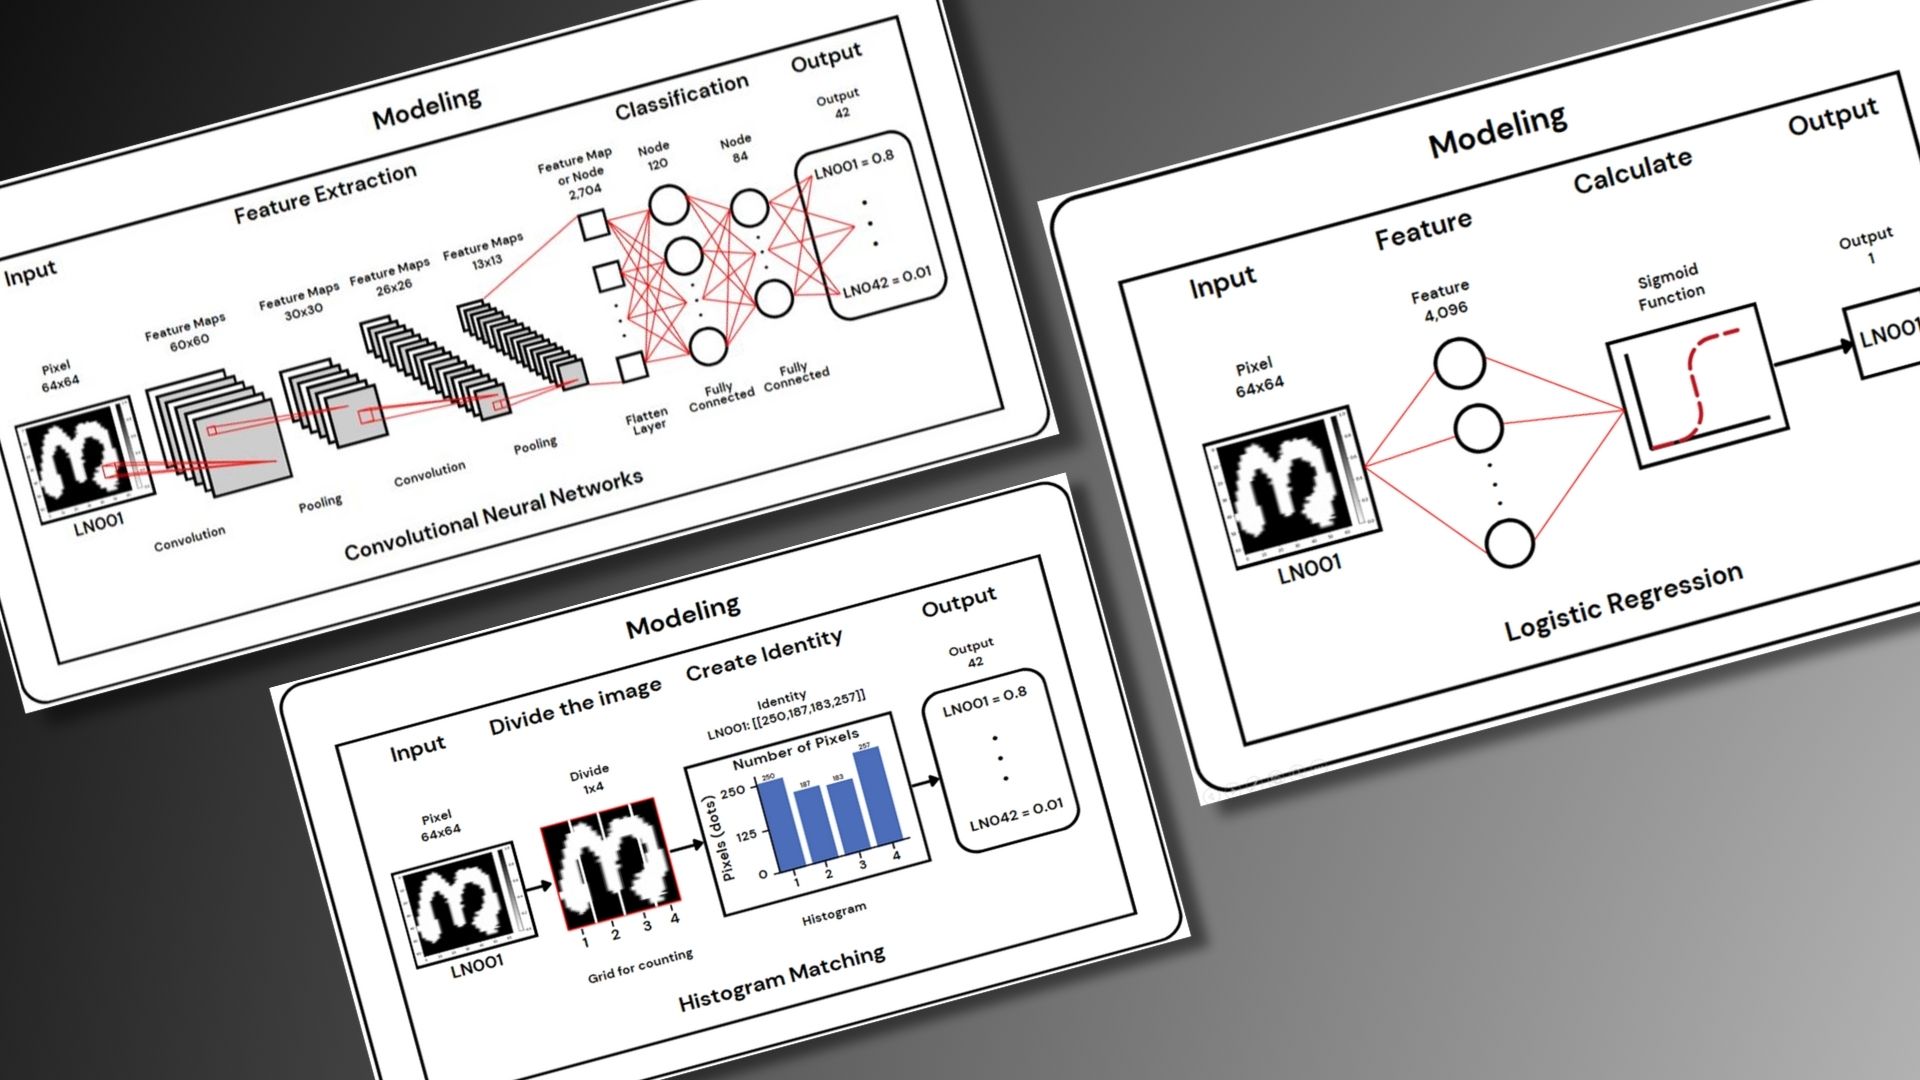 Modeling
Input
Feature Extraction
Classification
Output
Pixel
64x64
Feature Maps
60x60
Feature Maps
30x30
Feature Maps
26x26
Feature Maps
13x13
Feature Map
or Node
2,704
Node
120
Node
84
Output
42
LN001 = 0.8
LN042 = 0.01
LN001
Convolution
Pooling
Convolution
Pooling
Flatten
Layer
Fully
Connected
Fully
Connected
Convolutional Neural Networks
Modeling
Input
Feature
Calculate
Output
Pixel
64x64
Feature
4,096
Sigmoid
Function
Output
1
LN001
LN001
Logistic Regression
Modeling
Input
Divide the image
Create Identity
Output
Pixel
64x64
Divide
1x4
Identity
LN001: [[250,187,183,257]]
Number of Pixels
Pixels (dots)
250
125
0
250
187
183
257
1
2
3
4
Output
42
LN001 = 0.8
LN042 = 0.01
LN001
1
2
3
4
Grid for counting
Histogram
Histogram Matching